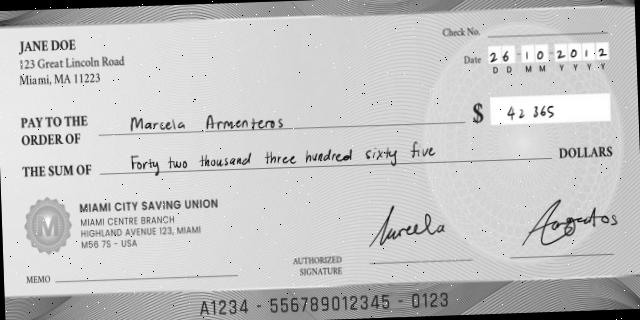 JANE DOE
123 Great Lincoln Road
Miami, MA 11223
Check No.
Date 26 10 2012
D D M M Y Y Y Y
PAY TO THE
ORDER OF Marcela Armenteros
$ 42 365
THE SUM OF Forty two thousand three hundred sixty five DOLLARS
M
MIAMI CITY SAVING UNION
MIAMI CENTRE BRANCH
HIGHLAND AVENUE 123, MIAMI
M56 7S - USA
AUTHORIZED
SIGNATURE
MEMO
A1234 - 556789012345 - 0123